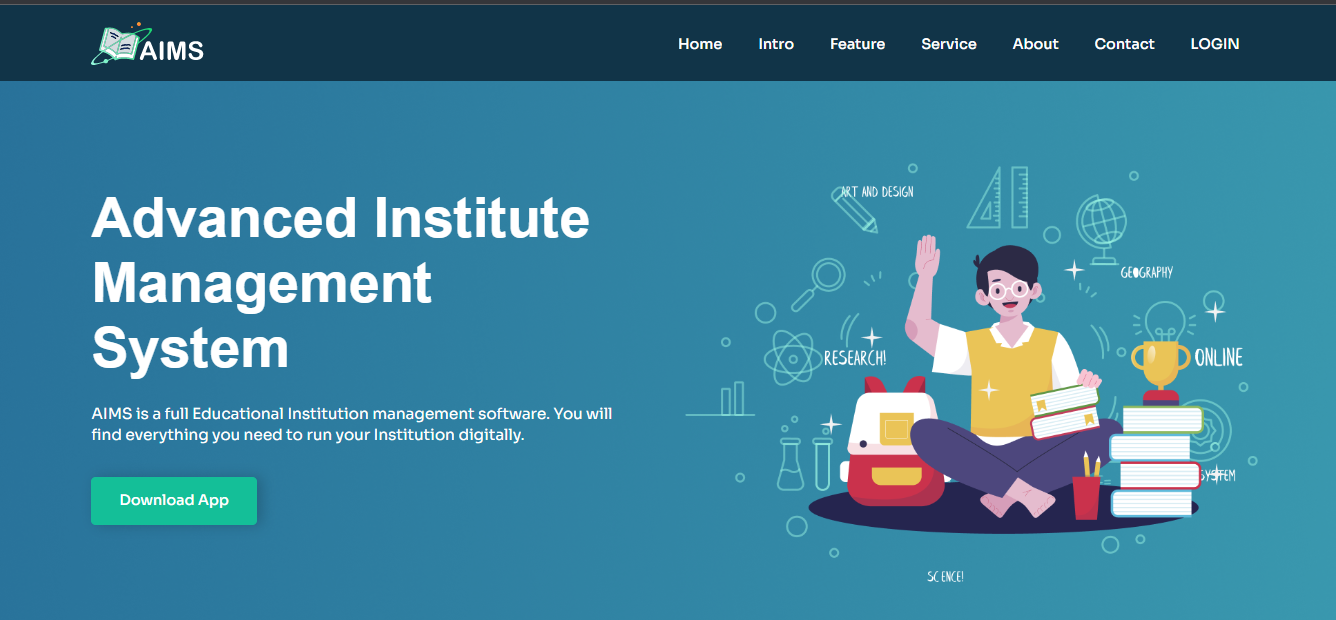 AIMS
Home Intro Feature Service About Contact LOGIN
Advanced Institute
Management
System
AIMS is a full Educational Institution management software. You will
find everything you need to run your Institution digitally.
Download App
ART AND DESIGN
GEOGRAPHY
RESEARCH!
ONLINE
SYSTEM
SCIENCE!